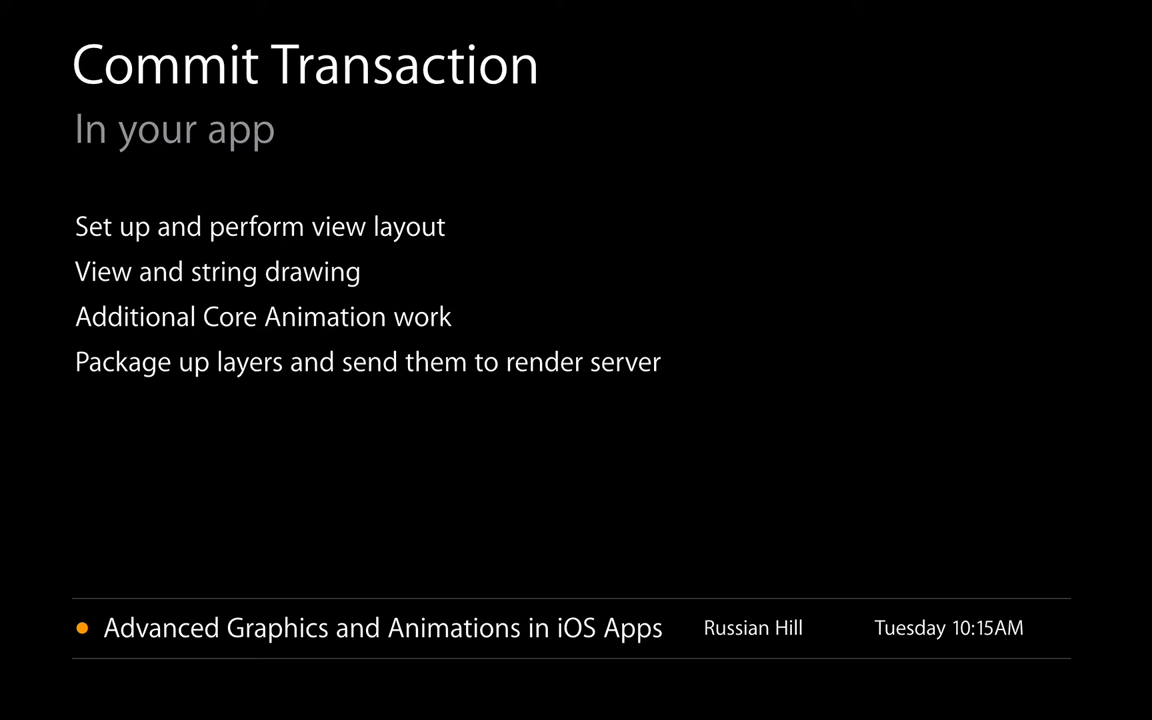 Commit Transaction
In your app
Set up and perform view layout
View and string drawing
Additional Core Animation work
Package up layers and send them to render server
Advanced Graphics and Animations in iOS Apps Russian Hill Tuesday 10:15AM